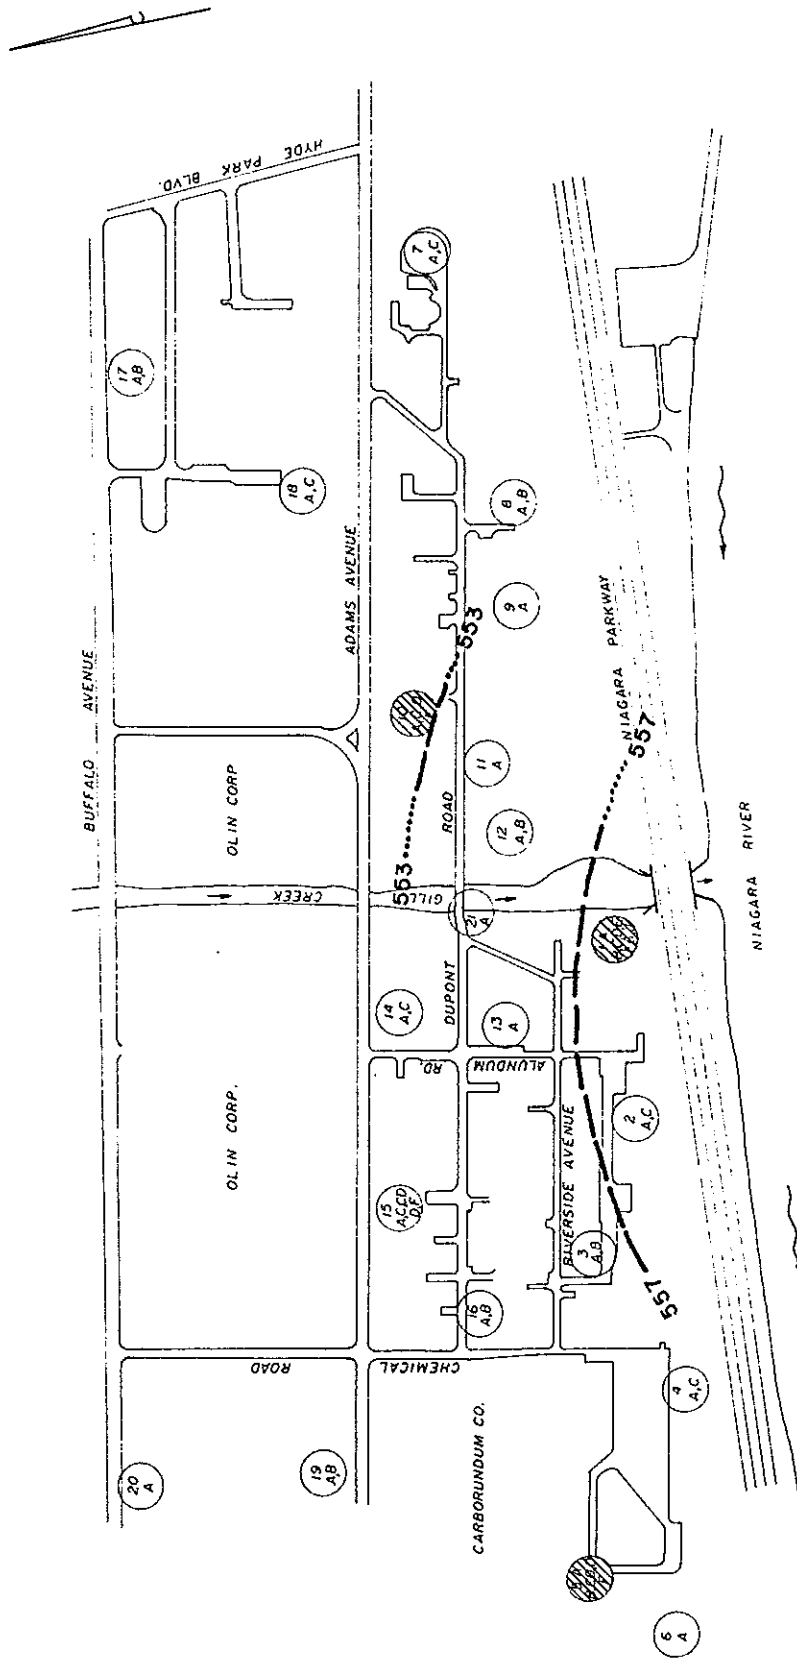 HYDE PARK BLVD.
BUFFALO AVENUE
ADAMS AVENUE
17
A,B
18
A,C
7
A,C
8
A,B
9
A
553
553
11
A
12
A,B
OLIN CORP
DUPONT ROAD
GILL CREEK
21
A
NIAGARA PARKWAY
557
557
NIAGARA RIVER
14
A,C
13
A
ALUNDUM RD.
OLIN CORP.
15
A,C,CD
D,F
16
A,B
RIVERSIDE AVENUE
2
A,C
3
A,B
4
A,C
CHEMICAL ROAD
CARBORUNDUM CO.
20
A
19
A,B
6
A